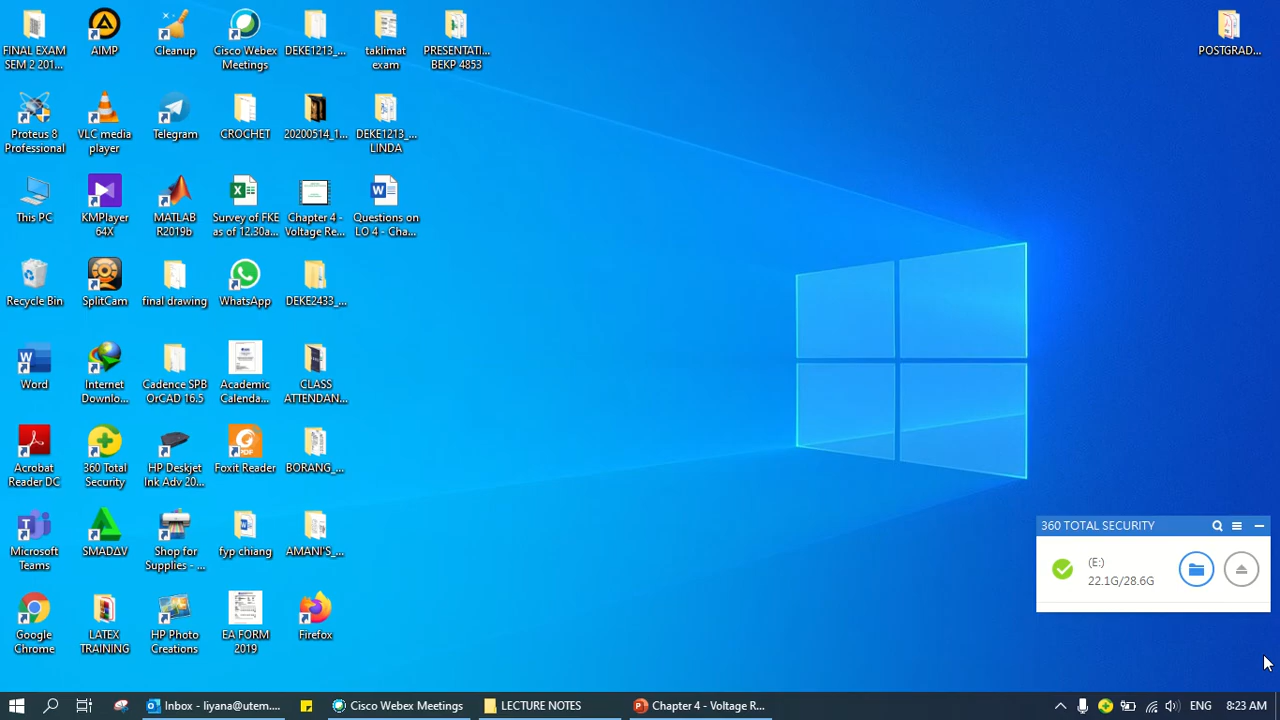 FINAL EXAM
SEM 2 201...
AIMP
Cleanup
Cisco Webex
Meetings
DEKE1213_...
taklimat
exam
PRESENTATI...
BEKP 4853
POSTGRAD...
Proteus 8
Professional
VLC media
player
Telegram
CROCHET
20200514_1...
DEKE1213_...
LINDA
This PC
KMPlayer
64X
MATLAB
R2019b
Survey of FKE
as of 12.30a...
Chapter 4 -
Voltage Re...
Questions on
LO 4 - Cha...
Recycle Bin
SplitCam
final drawing
WhatsApp
DEKE2433_...
Word
Internet
Downlo...
Cadence SPB
OrCAD 16.5
Academic
Calenda...
CLASS
ATTENDAN...
Acrobat
Reader DC
360 Total
Security
HP Deskjet
Ink Adv 20...
Foxit Reader
BORANG_...
Microsoft
Teams
SMADΔV
Shop for
Supplies - ...
fyp chiang
AMANI'S_...
Google
Chrome
LATEX
TRAINING
HP Photo
Creations
EA FORM
2019
Firefox
360 TOTAL SECURITY
(E:)
22.1G/28.6G
Inbox - liyana@utem....
Cisco Webex Meetings
LECTURE NOTES
Chapter 4 - Voltage R...
ENG
8:23 AM